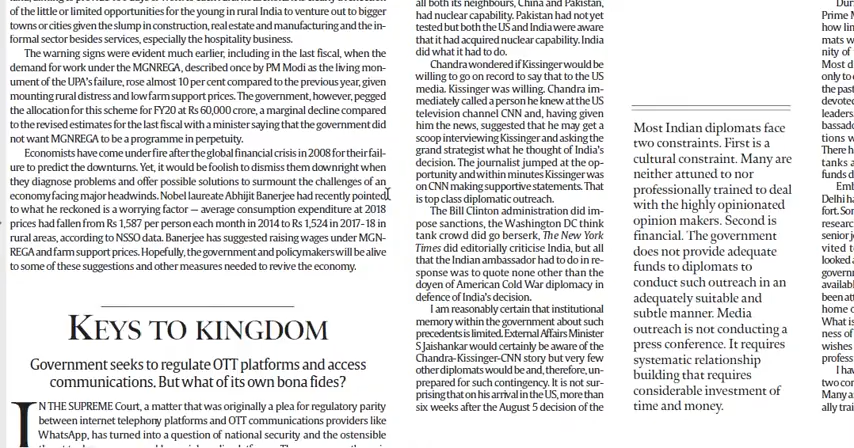 of the little or limited opportunities for the young in rural India to venture out to bigger
towns or cities given the slump in construction, real estate and manufacturing and the in-
formal sector besides services, especially the hospitality business.
The warning signs were evident much earlier, including in the last fiscal, when the
demand for work under the MGNREGA, described once by PM Modi as the living mon-
ument of the UPA's failure, rose almost 10 per cent compared to the previous year, given
mounting rural distress and low farm support prices. The government, however, pegged
the allocation for this scheme for FY20 at Rs 60,000 crore, a marginal decline compared
to the revised estimates for the last fiscal with a minister saying that the government did
not want MGNREGA to be a programme in perpetuity.
Economists have come under fire after the global financial crisis in 2008 for their fail-
ure to predict the downturns. Yet, it would be foolish to dismiss them downright when
they diagnose problems and offer possible solutions to surmount the challenges of an
economy facing major headwinds. Nobel laureate Abhijit Banerjee had recently pointed
to what he reckoned is a worrying factor — average consumption expenditure at 2018
prices had fallen from Rs 1,587 per person each month in 2014 to Rs 1,524 in 2017-18 in
rural areas, according to NSSO data. Banerjee has suggested raising wages under MGN-
REGA and farm support prices. Hopefully, the government and policymakers will be alive
to some of these suggestions and other measures needed to revive the economy.
KEYS TO KINGDOM
Government seeks to regulate OTT platforms and access
communications. But what of its own bona fides?
IN THE SUPREME Court, a matter that was originally a plea for regulatory parity
between internet telephony platforms and OTT communications providers like
WhatsApp, has turned into a question of national security and the ostensible
all both its neighbours, China and Pakistan,
had nuclear capability. Pakistan had not yet
tested but both the US and India were aware
that it had acquired nuclear capability. India
did what it had to do.
Chandra wondered if Kissinger would be
willing to go on record to say that to the US
media. Kissinger was willing. Chandra im-
mediately called a person he knew at the US
television channel CNN and, having given
him the news, suggested that he may get a
scoop interviewing Kissinger and asking the
grand strategist what he thought of India's
decision. The journalist jumped at the op-
portunity and within minutes Kissinger was
on CNN making supportive statements. That
is top class diplomatic outreach.
The Bill Clinton administration did im-
pose sanctions, the Washington DC think
tank crowd did go berserk, The New York
Times did editorially criticise India, but all
that the Indian ambassador had to do in re-
sponse was to quote none other than the
doyen of American Cold War diplomacy in
defence of India's decision.
I am reasonably certain that institutional
memory within the government about such
precedents is limited. External Affairs Minister
S Jaishankar would certainly be aware of the
Chandra-Kissinger-CNN story but very few
other diplomats would be and, therefore, un-
prepared for such contingency. It is not sur-
prising that on his arrival in the US, more than
six weeks after the August 5 decision of the
Most Indian diplomats face
two constraints. First is a
cultural constraint. Many are
neither attuned to nor
professionally trained to deal
with the highly opinionated
opinion makers. Second is
financial. The government
does not provide adequate
funds to diplomats to
conduct such outreach in an
adequately suitable and
subtle manner. Media
outreach is not conducting a
press conference. It requires
systematic relationship
building that requires
considerable investment of
time and money.